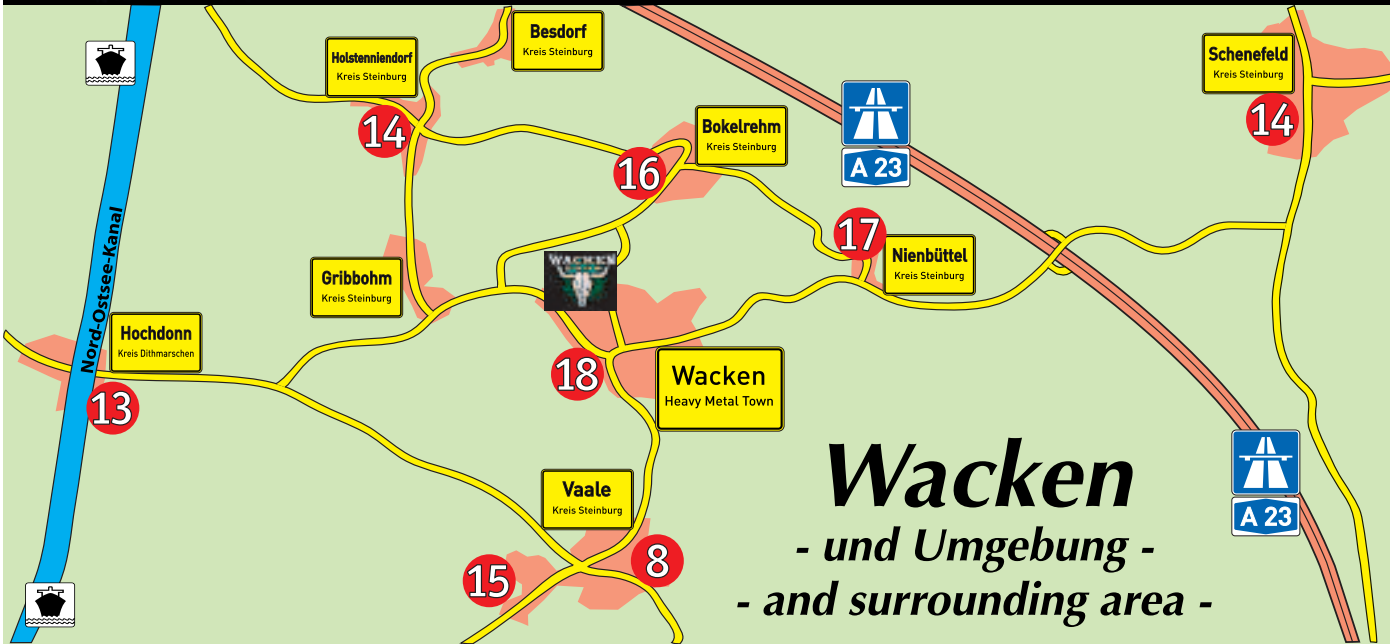 Besdorf
Kreis Steinburg
Holstenniendorf
Kreis Steinburg
Schenefeld
Kreis Steinburg
14
14
Bokelrehm
Kreis Steinburg
16
A 23
17
Nienbüttel
Kreis Steinburg
Nord-Ostsee-Kanal
Gribbohm
Kreis Steinburg
WACKEN
Hochdonn
Kreis Dithmarschen
13
18
Wacken
Heavy Metal Town
Vaale
Kreis Steinburg
15
8
A 23
Wacken
- und Umgebung -
- and surrounding area -